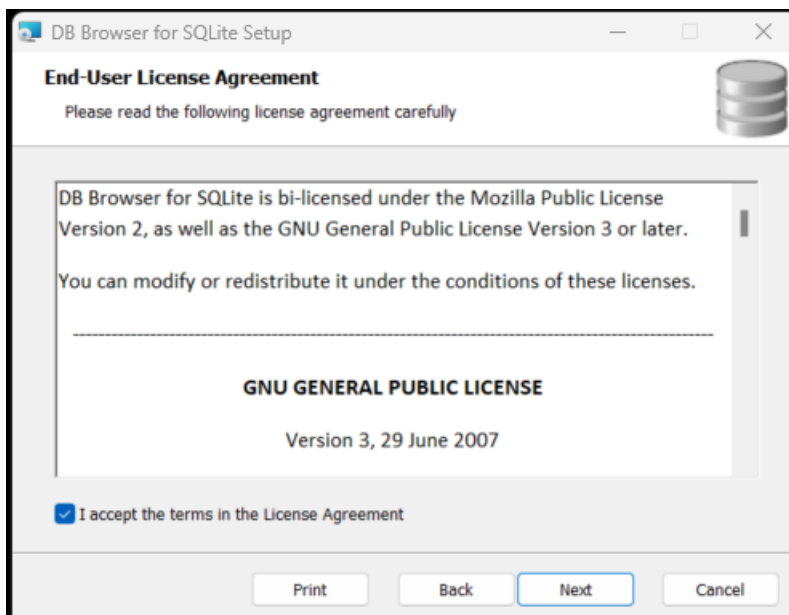 DB Browser for SQLite Setup
End-User License Agreement
Please read the following license agreement carefully
DB Browser for SQLite is bi-licensed under the Mozilla Public License
Version 2, as well as the GNU General Public License Version 3 or later.
You can modify or redistribute it under the conditions of these licenses.
--------------------------------------------------------------------------------
GNU GENERAL PUBLIC LICENSE
Version 3, 29 June 2007
I accept the terms in the License Agreement
Print Back Next Cancel